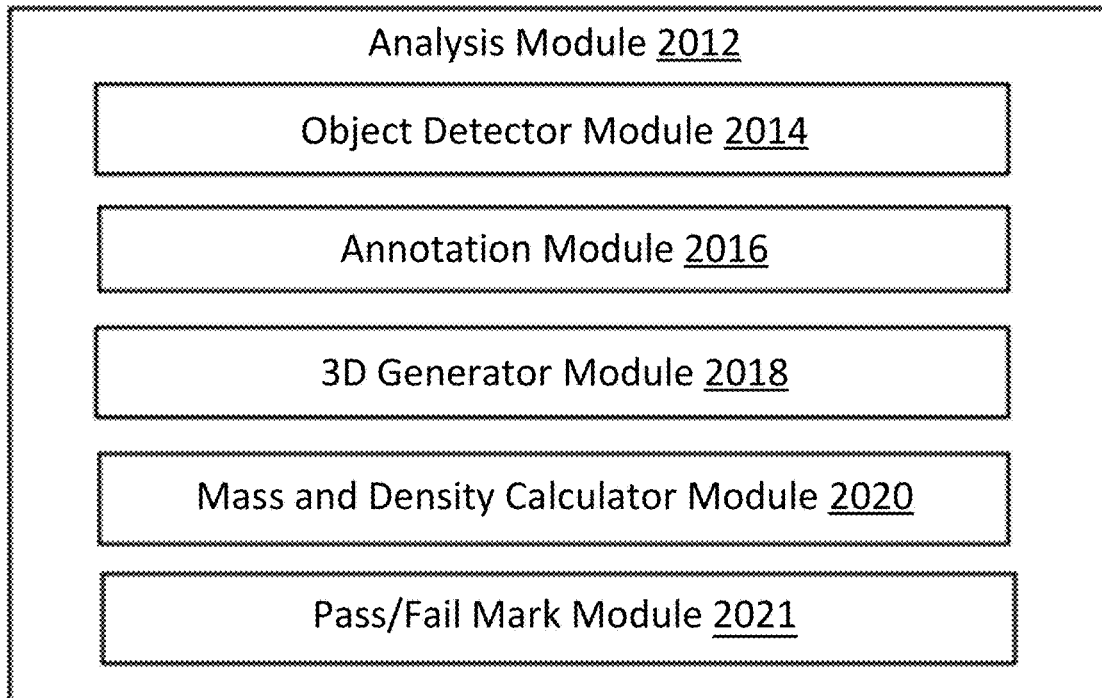 Analysis Module 2012
Object Detector Module 2014
Annotation Module 2016
3D Generator Module 2018
Mass and Density Calculator Module 2020
Pass/Fail Mark Module 2021